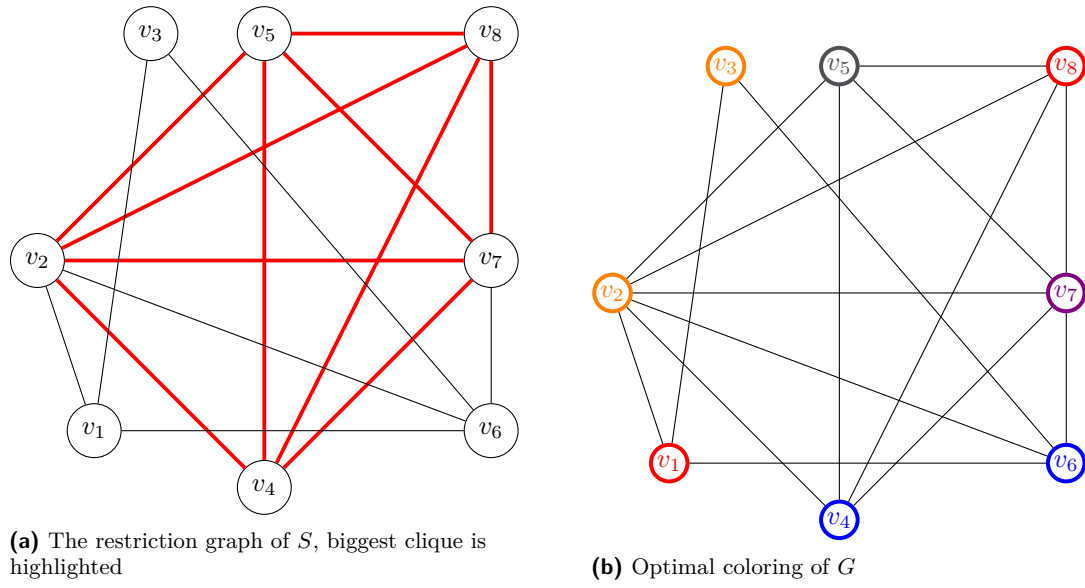 v3 v5 v8
v2 v7
v1 v6
v4
(a) The restriction graph of S, biggest clique is
highlighted
v3 v5 v8
v2 v7
v1 v6
v4
(b) Optimal coloring of G